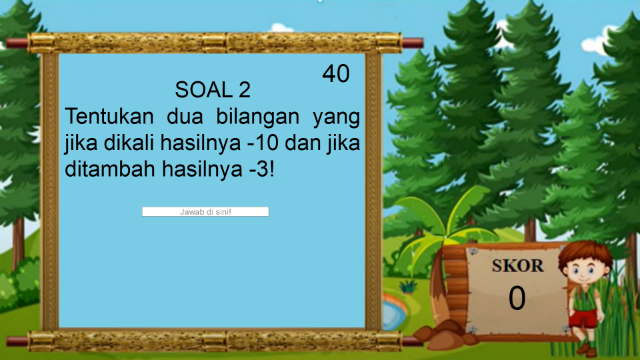 40
SOAL 2
Tentukan dua bilangan yang
jika dikali hasilnya -10 dan jika
ditambah hasilnya -3!
Jawab di sini!
SKOR
0